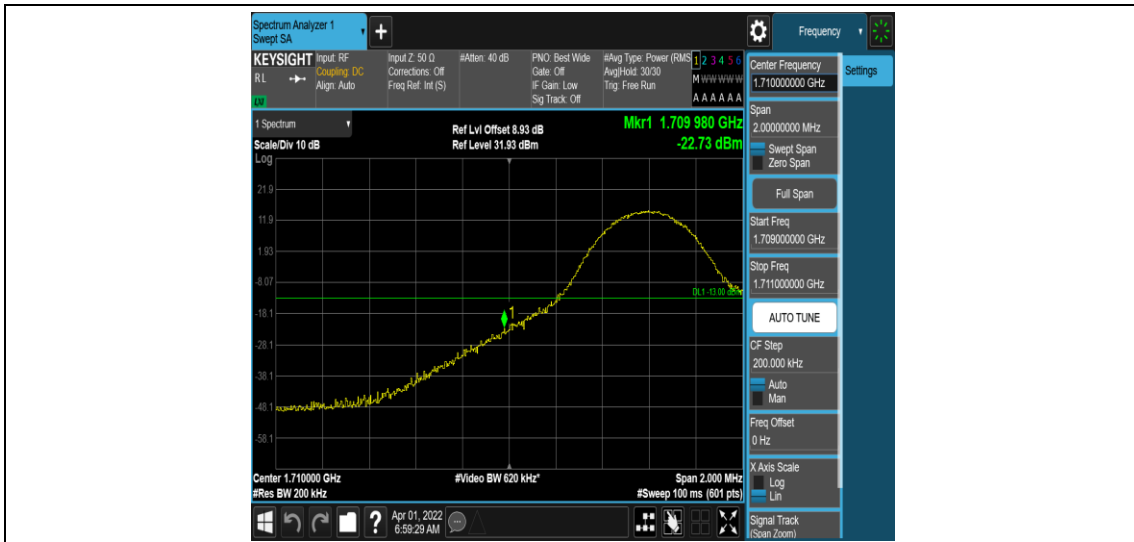 Spectrum Analyzer 1
Swept SA
+
Frequency
KEYSIGHT
RL
Input: RF
Coupling: DC
Align: Auto
Input Z: 50 Ω
Corrections: Off
Freq Ref: Int (S)
#Atten: 40 dB
PNO: Best Wide
Gate: Off
IF Gain: Low
Sig Track: Off
#Avg Type: Power (RMS
Avg|Hold: 30/30
Trig: Free Run
1 2 3 4 5 6
M W W W W W
A A A A A A
1 Spectrum
Scale/Div 10 dB
Log
Ref Lvl Offset 8.93 dB
Ref Level 31.93 dBm
Mkr1 1.709 980 GHz
-22.73 dBm
21.9
11.9
1.93
-8.07
-18.1
-28.1
-38.1
-48.1
-58.1
DL1 -13.00 dBm
1
Center 1.710000 GHz
#Res BW 200 kHz
#Video BW 620 kHz*
Span 2.000 MHz
#Sweep 100 ms (601 pts)
?
Apr 01, 2022
6:59:29 AM
Center Frequency
1.710000000 GHz
Settings
Span
2.00000000 MHz
Swept Span
Zero Span
Full Span
Start Freq
1.709000000 GHz
Stop Freq
1.711000000 GHz
AUTO TUNE
CF Step
200.000 kHz
Auto
Man
Freq Offset
0 Hz
X Axis Scale
Log
Lin
Signal Track
(Span Zoom)